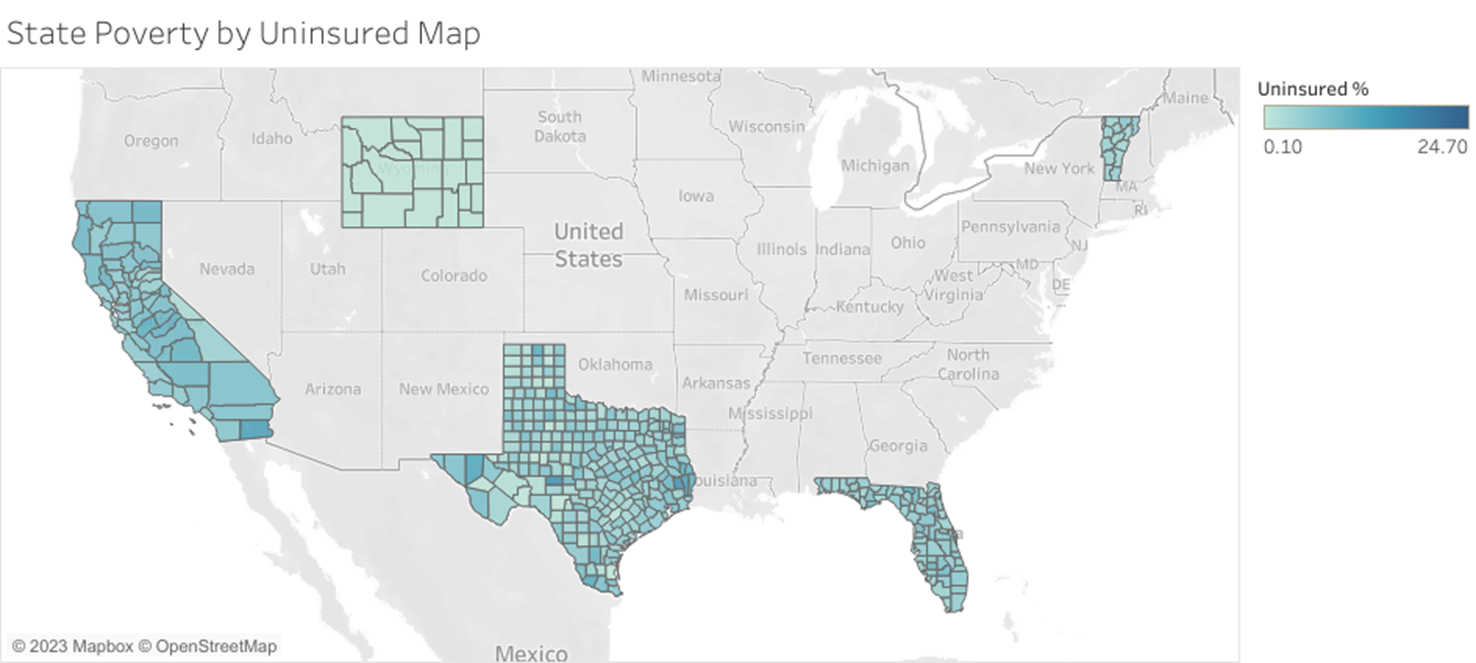 State Poverty by Uninsured Map
Uninsured %
0.10 24.70
Minnesota
Maine
Oregon
Idaho
South
Dakota
Wisconsin
Wyoming
Michigan
New York
MA
RI
Iowa
United
States
Pennsylvania
Nevada
Utah
Colorado
Illinois
Indiana
Ohio
NJ
MD
DE
West
Virginia
Missouri
Kentucky
Oklahoma
Tennessee
North
Carolina
Arizona
New Mexico
Arkansas
Mississippi
Georgia
ouisiana
a
Mexico
© 2023 Mapbox © OpenStreetMap